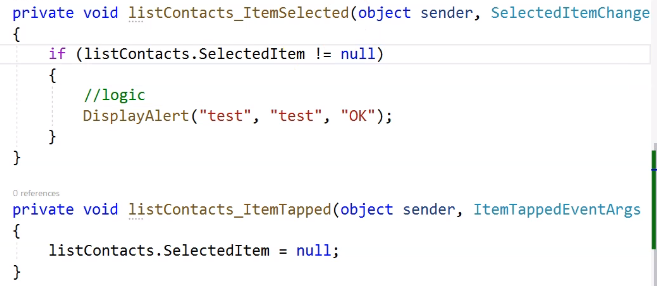 private void listContacts_ItemSelected(object sender, SelectedItemChange
{
if (listContacts.SelectedItem != null)
{
//logic
DisplayAlert("test", "test", "OK");
}
}
0 references
private void listContacts_ItemTapped(object sender, ItemTappedEventArgs
{
listContacts.SelectedItem = null;
}